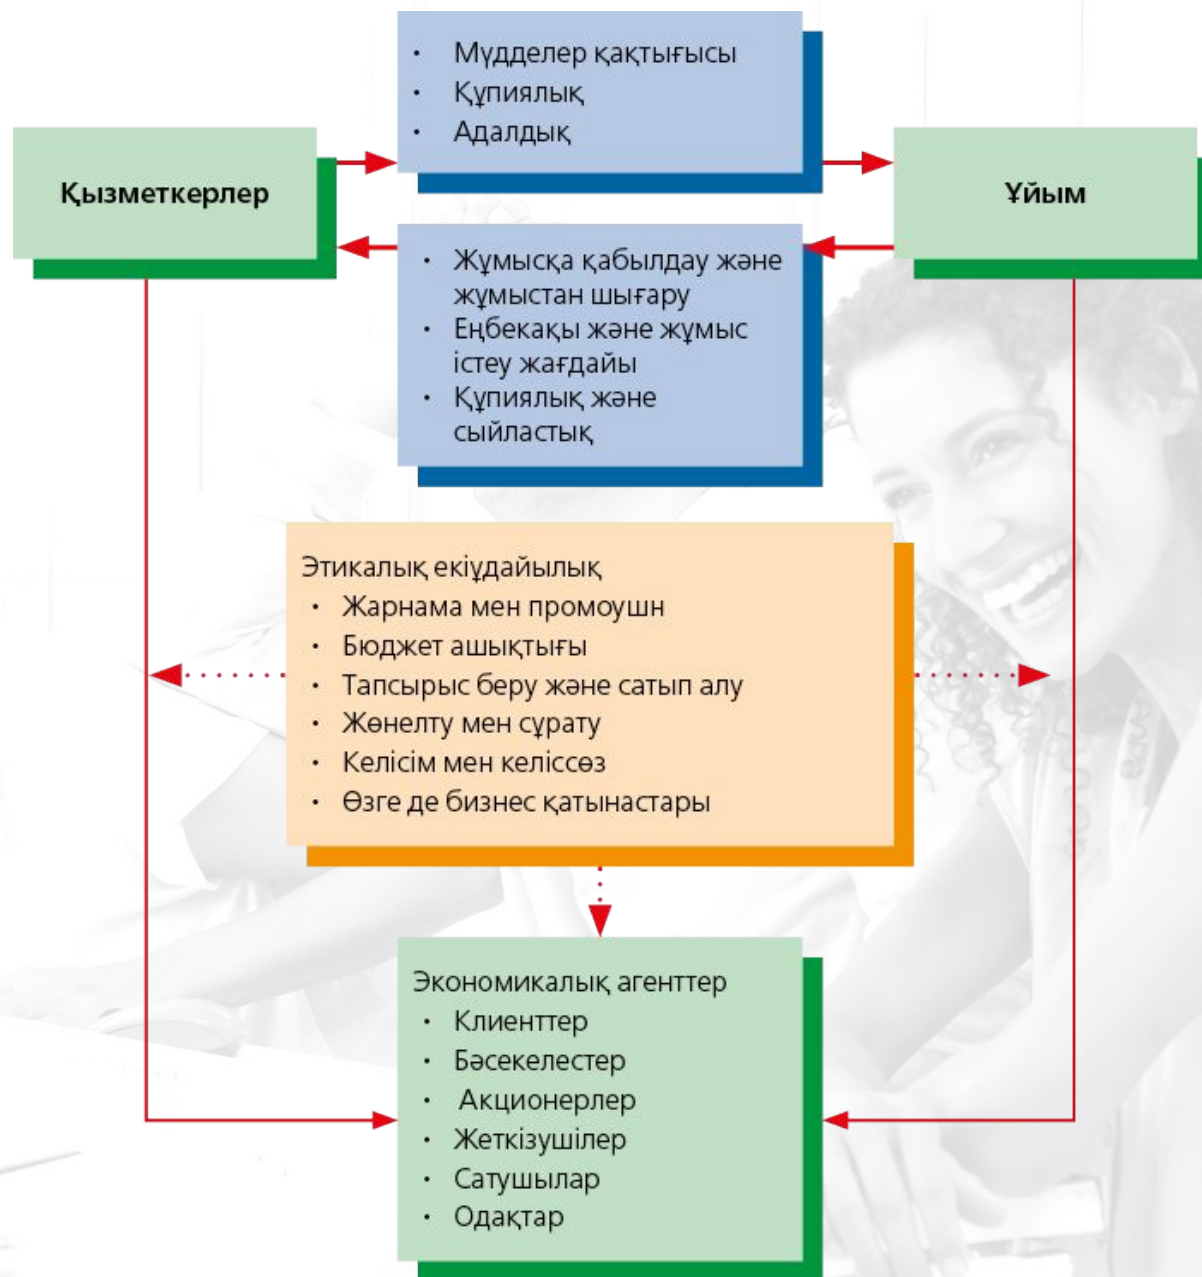 • Мүдделер қақтығысы
• Құпиялық
• Адалдық
Қызметкерлер
Ұйым
• Жұмысқа қабылдау және
жұмыстан шығару
• Еңбекақы және жұмыс
істеу жағдайы
• Құпиялық және
сыйластық
Этикалық екіұдайылық
• Жарнама мен промоушн
• Бюджет ашықтығы
• Тапсырыс беру және сатып алу
• Жөнелту мен сұрату
• Келісім мен келіссөз
• Өзге де бизнес қатынастары
Экономикалық агенттер
• Клиенттер
• Бәсекелестер
• Акционерлер
• Жеткізушілер
• Сатушылар
• Одақтар